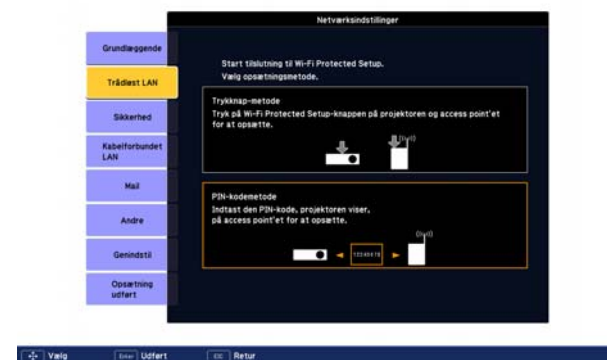 Netværksindstillinger
Grundlæggende
Trådløst LAN
Sikkerhed
Kabelforbundet
LAN
Mail
Andre
Genindstil
Opsætning
udført
Start tilslutning til Wi-Fi Protected Setup.
Vælg opsætningsmetode.
Trykknap-metode
Tryk på Wi-Fi Protected Setup-knappen på projektoren og access point'et
for at opsætte.
PIN-kodemetode
Indtast den PIN-kode, projektoren viser,
på access point'et for at opsætte.
12345678
Vælg
Enter Udført
ESC Retur